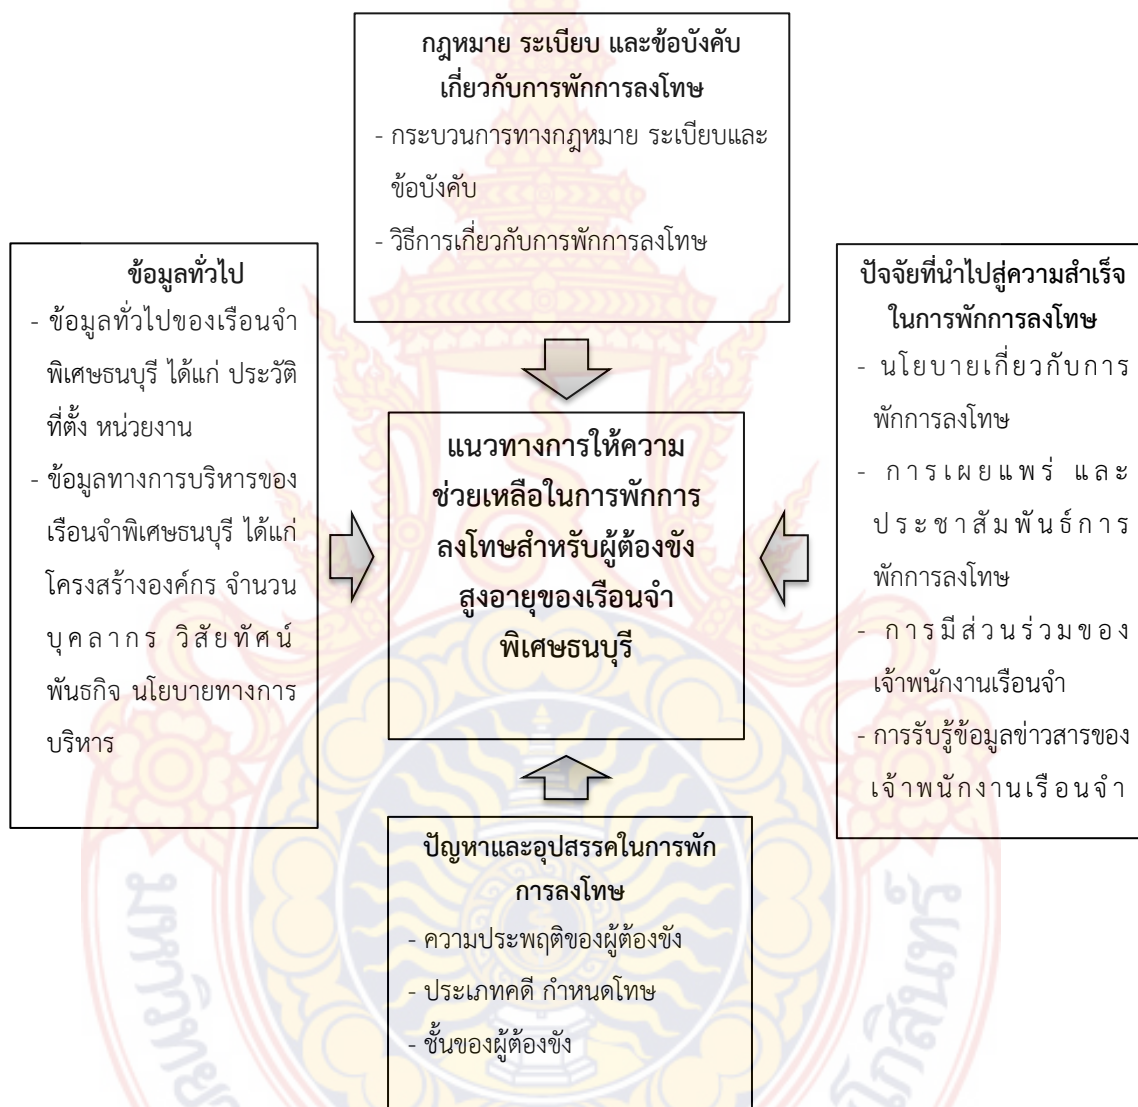 กฎหมาย ระเบียบ และข้อบังคับ
เกี่ยวกับการพักการลงโทษ
- กระบวนการทางกฎหมาย ระเบียบและ
ข้อบังคับ
- วิธีการเกี่ยวกับการพักการลงโทษ
ข้อมูลทั่วไป
- ข้อมูลทั่วไปของเรือนจำ
พิเศษธนบุรี ได้แก่ ประวัติ
ที่ตั้ง หน่วยงาน
- ข้อมูลทางการบริหารของ
เรือนจำพิเศษธนบุรี ได้แก่
โครงสร้างองค์กร จำนวน
บุคลากร วิสัยทัศน์
พันธกิจ นโยบายทางการ
บริหาร
แนวทางการให้ความ
ช่วยเหลือในการพักการ
ลงโทษสำหรับผู้ต้องขัง
สูงอายุของเรือนจำ
พิเศษธนบุรี
ปัจจัยที่นำไปสู่ความสำเร็จ
ในการพักการลงโทษ
- นโยบายเกี่ยวกับการ
พักการลงโทษ
- การเผยแพร่ และ
ประชาสัมพันธ์การ
พักการลงโทษ
- การมีส่วนร่วมของ
เจ้าพนักงานเรือนจำ
- การรับรู้ข้อมูลข่าวสารของ
เจ้าพนักงานเรือนจำ
ปัญหาและอุปสรรคในการพัก
การลงโทษ
- ความประพฤติของผู้ต้องขัง
- ประเภทคดี กำหนดโทษ
- ชั้นของผู้ต้องขัง